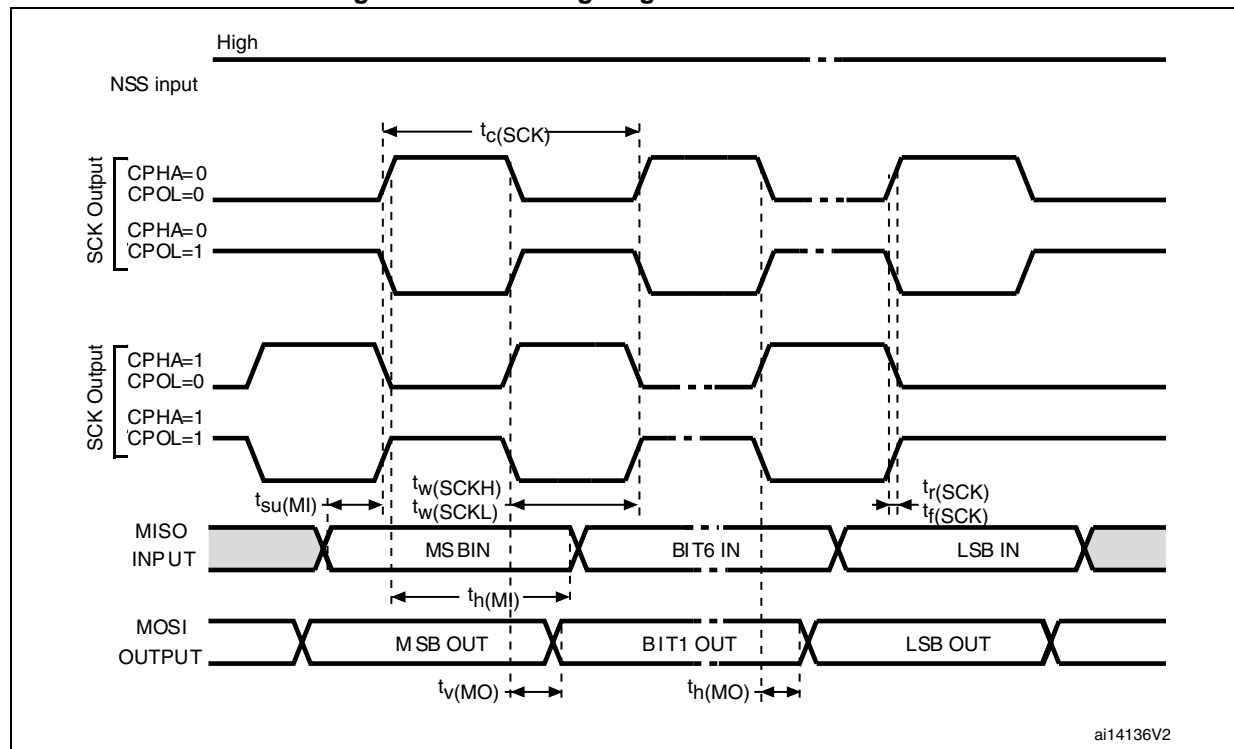 High
NSS input
tc(SCK)
SCK Output
CPHA=0
CPOL=0
CPHA=0
CPOL=1
SCK Output
CPHA=1
CPOL=0
CPHA=1
CPOL=1
tsu(MI)
tw(SCKH)
tw(SCKL)
tr(SCK)
tf(SCK)
MISO
INPUT
MSBIN
BIT6 IN
LSB IN
th(MI)
MOSI
OUTPUT
MSB OUT
BIT1 OUT
LSB OUT
tv(MO)
th(MO)
ai14136V2